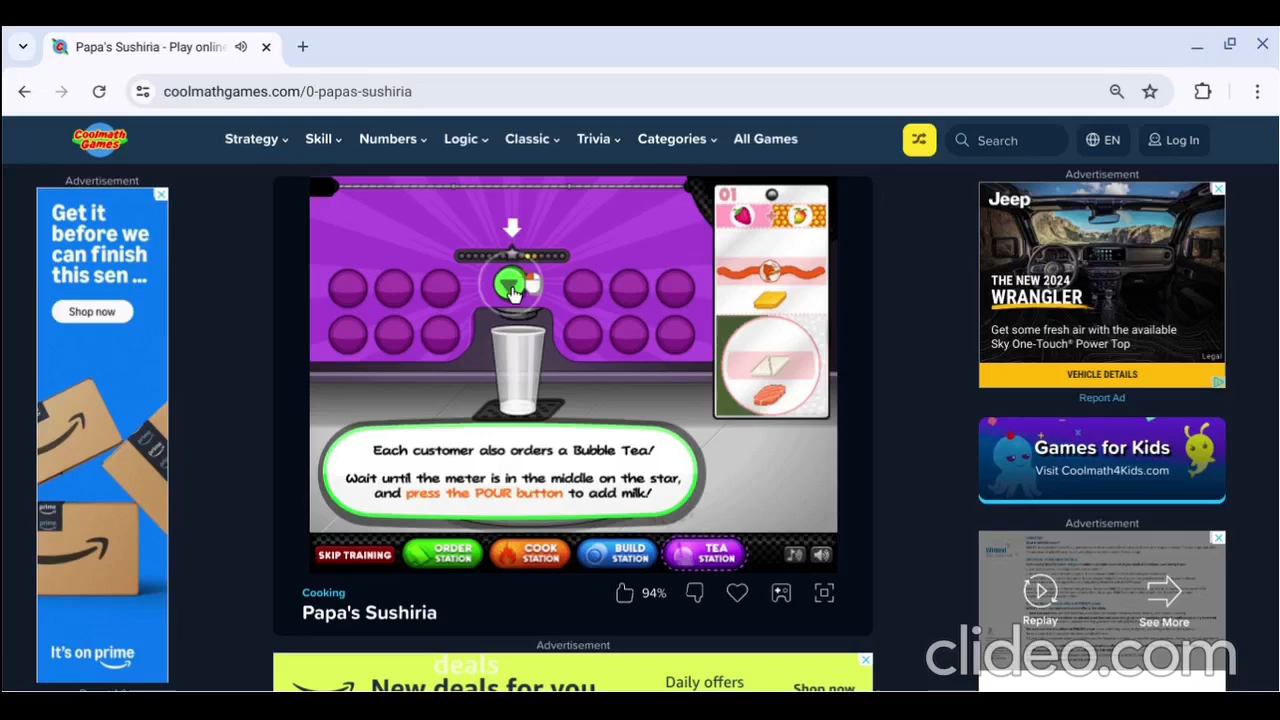 Papa's Sushiria - Play onlin
coolmathgames.com/0-papas-sushiria
Coolmath Games
Strategy
Skill
Numbers
Logic
Classic
Trivia
Categories
All Games
Search
EN
Log In
Advertisement
Get it
before we
can finish
this sen ...
Shop now
prime
prime
It's on prime
01
Each customer also orders a Bubble Tea!
Wait until the meter is in the middle on the star,
and press the POUR button to add milk!
SKIP TRAINING
ORDER STATION
COOK STATION
BUILD STATION
TEA STATION
Cooking
94%
Papa's Sushiria
Advertisement
deals
New deals for you
Daily offers
Shop now
Advertisement
Jeep
THE NEW 2024
WRANGLER
Get some fresh air with the available
Sky One-Touch® Power Top
Legal
VEHICLE DETAILS
Report Ad
Games for Kids
Visit Coolmath4Kids.com
Advertisement
Replay
See More
clideo.com